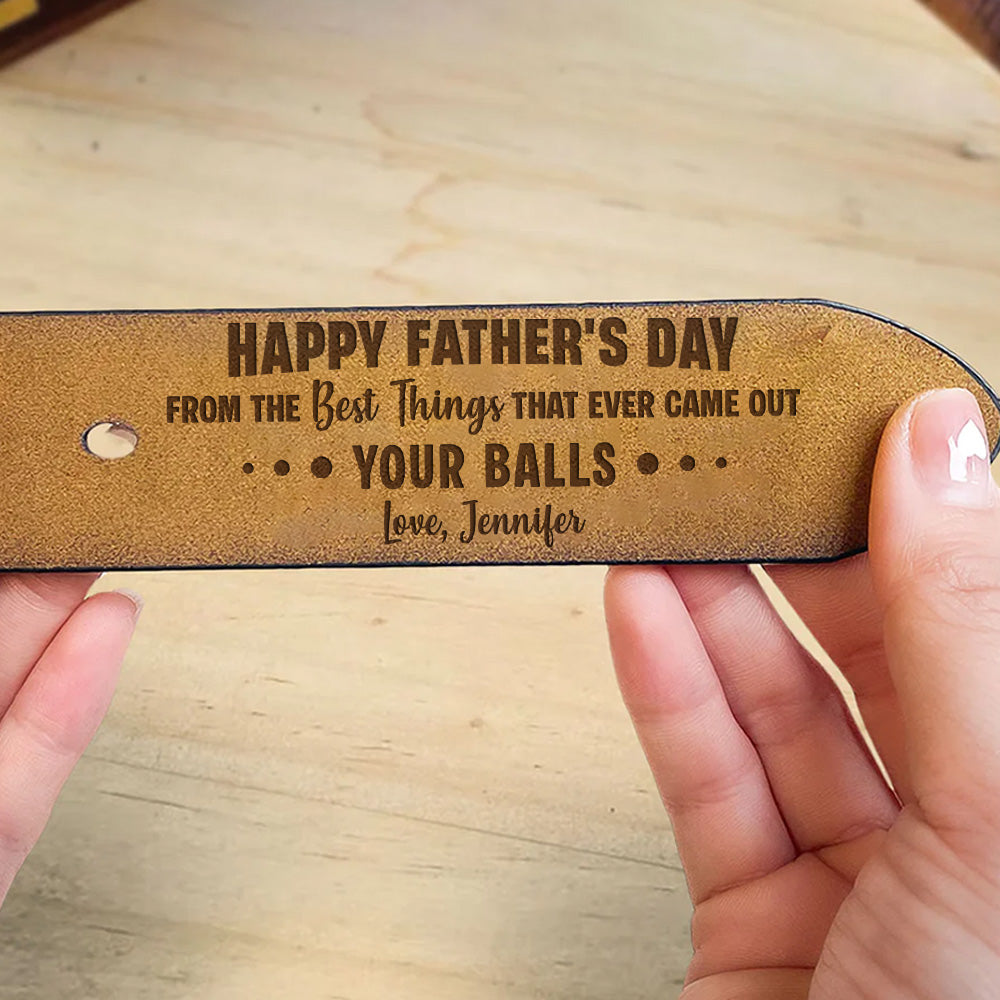 HAPPY FATHER'S DAY
FROM THE Best Things THAT EVER CAME OUT
YOUR BALLS
Love, Jennifer